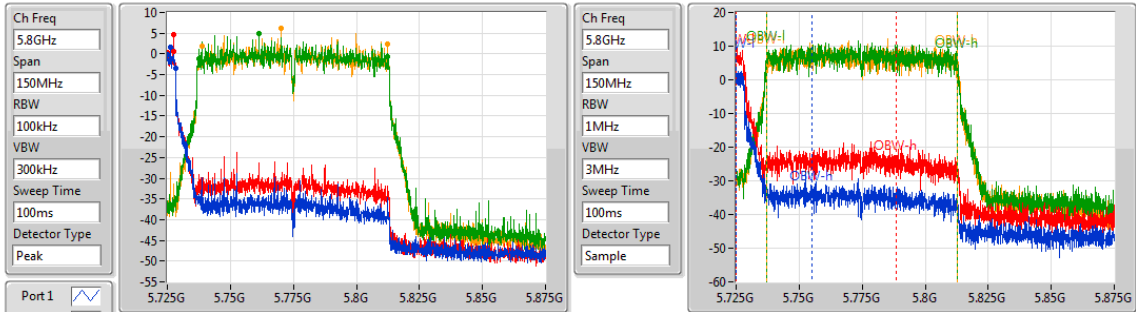 Ch Freq
5.8GHz
Span
150MHz
RBW
100kHz
VBW
300kHz
Sweep Time
100ms
Detector Type
Peak
Port 1
10
5
0
-5
-10
-15
-20
-25
-30
-35
-40
-45
-50
-55
5.725G
5.75G
5.775G
5.8G
5.825G
5.85G
5.875G
Ch Freq
5.8GHz
Span
150MHz
RBW
1MHz
VBW
3MHz
Sweep Time
100ms
Detector Type
Sample
20
10
0
-10
-20
-30
-40
-50
-60
OBW-l
OBW-h
OBW-h
OBW-h
5.725G
5.75G
5.775G
5.8G
5.825G
5.85G
5.875G